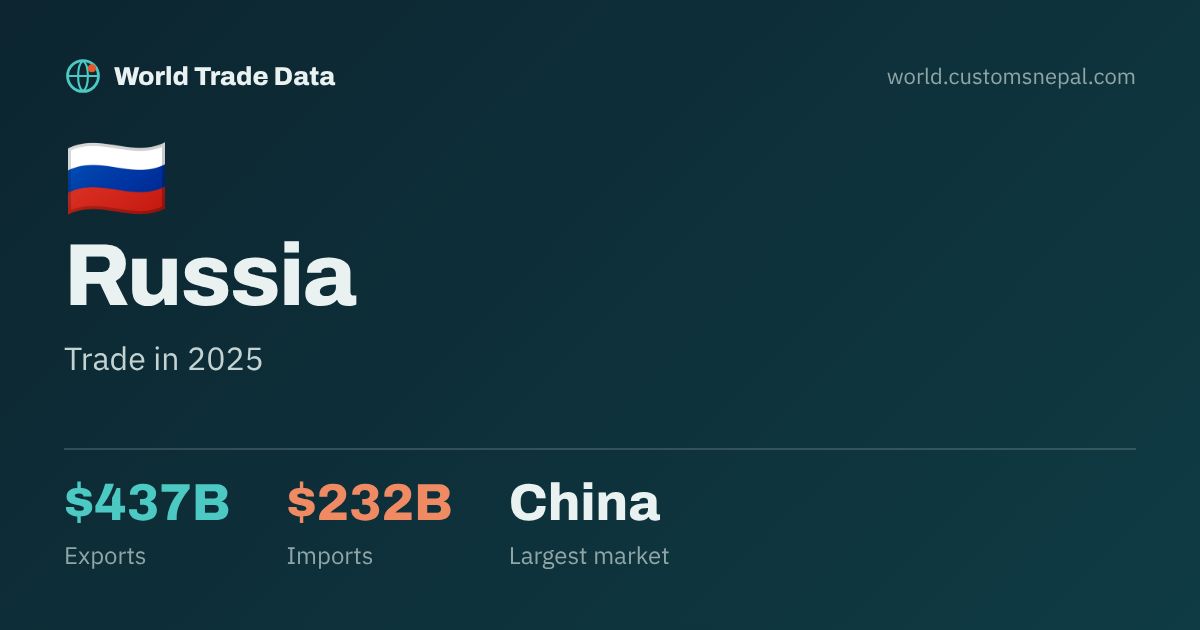 World Trade Data
world.customsnepal.com
Russia
Trade in 2025
$437B
Exports
$232B
Imports
China
Largest market